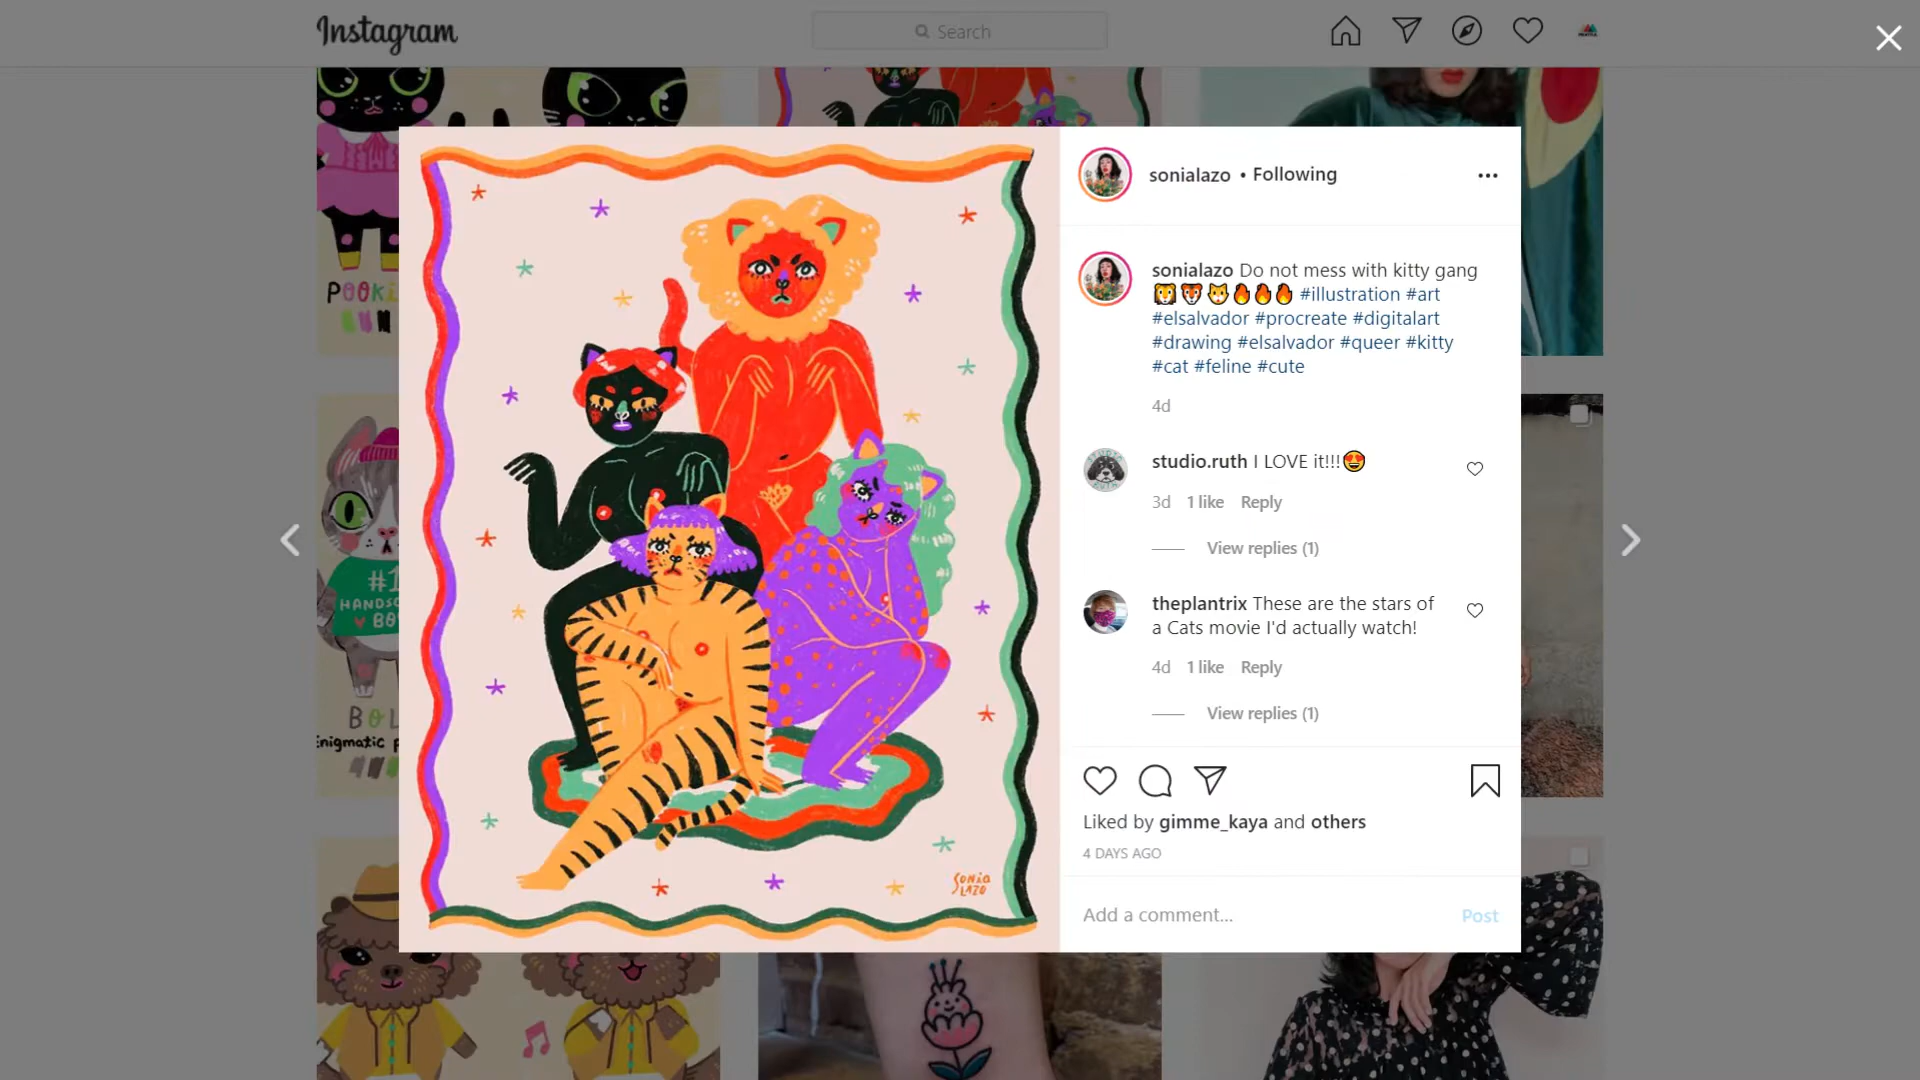 Instagram
Search
sonialazo • Following
sonialazo Do not mess with kitty gang
🦁🐯🐱🔥🔥🔥 #illustration #art
#elsalvador #procreate #digitalart
#drawing #elsalvador #queer #kitty
#cat #feline #cute
4d
studio.ruth I LOVE it!!!😍
3d 1 like Reply
View replies (1)
theplantrix These are the stars of
a Cats movie I'd actually watch!
4d 1 like Reply
View replies (1)
Liked by gimme_kaya and others
4 DAYS AGO
Add a comment... Post
SONIA
LAZO
POOKI
#1
BOL